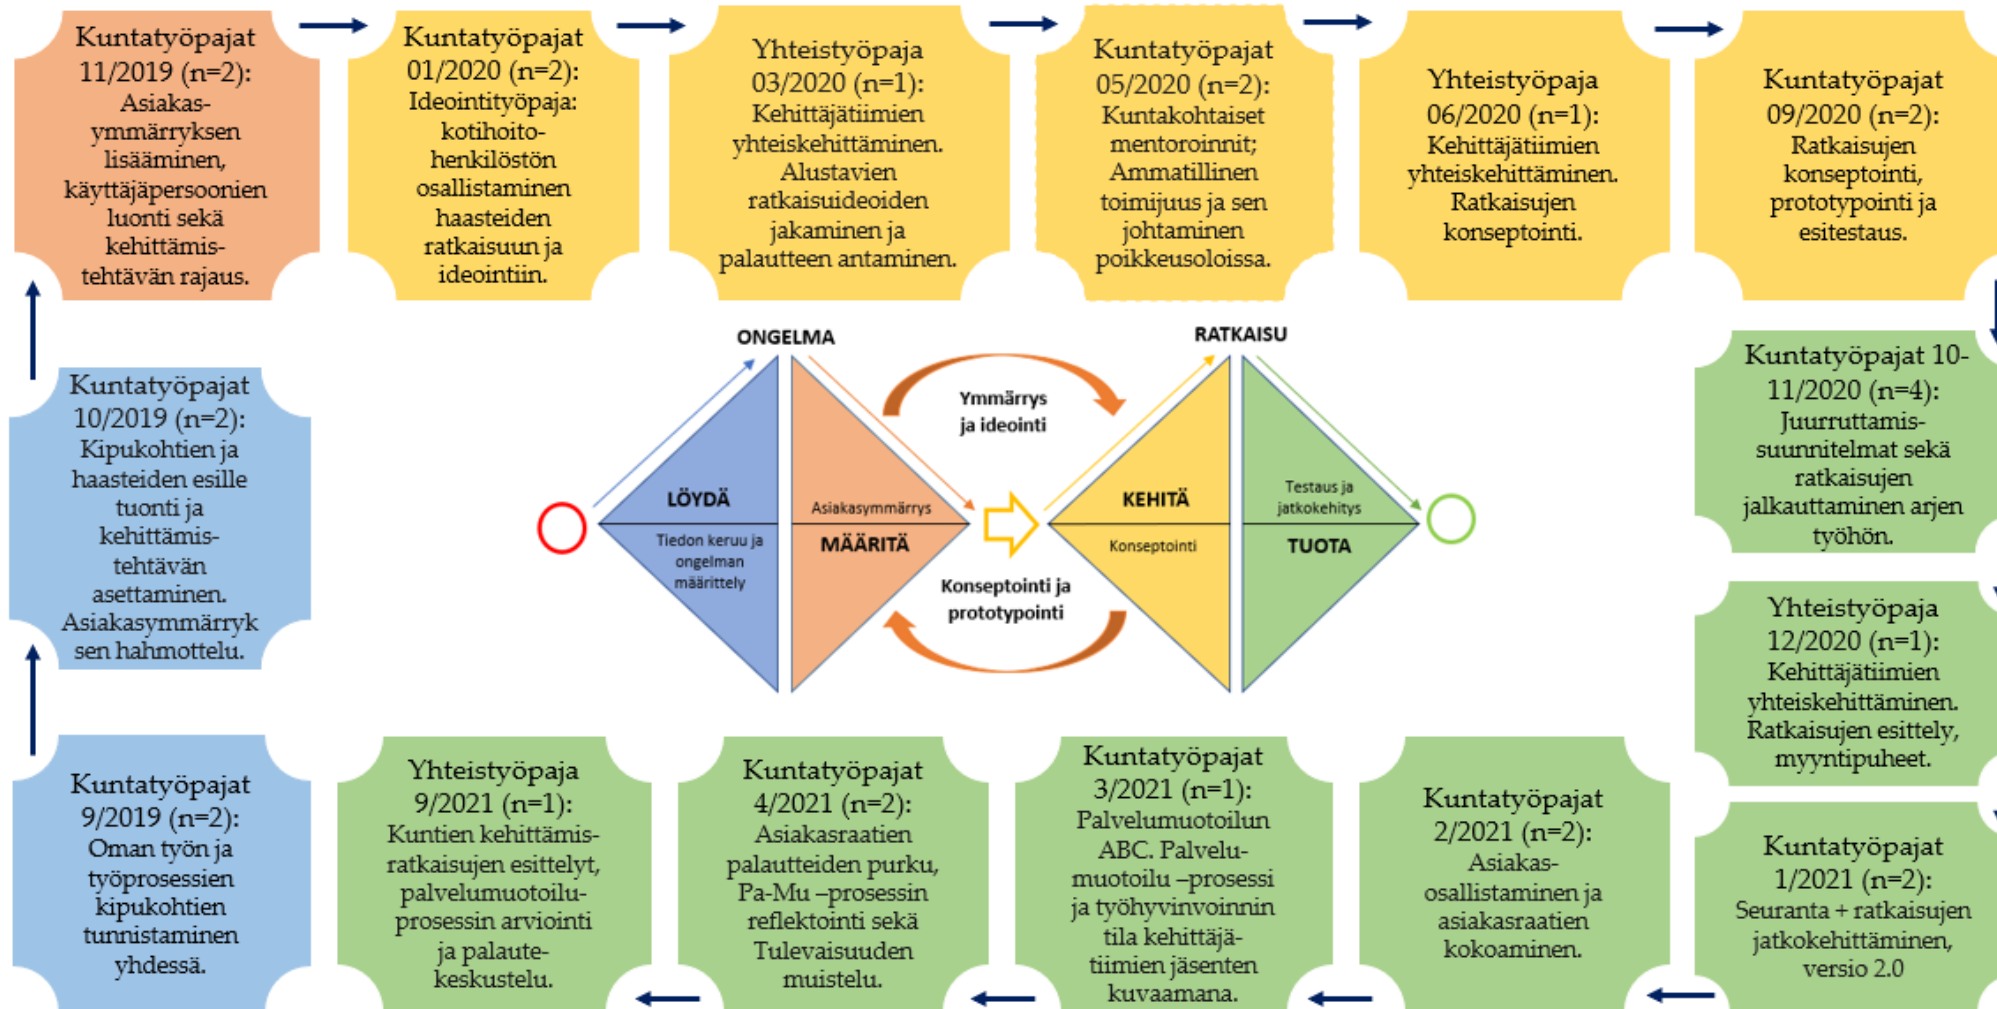 Kuntatyöpajat
11/2019 (n=2):
Asiakas-
ymmärryksen
lisääminen,
käyttäjäpersoonien
luonti sekä
kehittämis-
tehtävän rajaus.
Kuntatyöpajat
01/2020 (n=2):
Ideointityöpaja:
kotihoito-
henkilöstön
osallistaminen
haasteiden
ratkaisuun ja
ideointiin.
Yhteistyöpaja
03/2020 (n=1):
Kehittäjätiimien
yhteiskehittäminen.
Alustavien
ratkaisuideoiden
jakaminen ja
palautteen antaminen.
Kuntatyöpajat
05/2020 (n=2):
Kuntakohtaiset
mentoroinnit;
Ammatillinen
toimijuus ja sen
johtaminen
poikkeusoloissa.
Yhteistyöpaja
06/2020 (n=1):
Kehittäjätiimien
yhteiskehittäminen.
Ratkaisujen
konseptointi.
Kuntatyöpajat
09/2020 (n=2):
Ratkaisujen
konseptointi,
prototypointi ja
esitestaus.
Kuntatyöpajat 10-
11/2020 (n=4):
Juurruttamis-
suunnitelmat sekä
ratkaisujen
jalkauttaminen arjen
työhön.
Yhteistyöpaja
12/2020 (n=1):
Kehittäjätiimien
yhteiskehittäminen.
Ratkaisujen esittely,
myyntipuheet.
Kuntatyöpajat
1/2021 (n=2):
Seuranta + ratkaisujen
jatkokehittäminen,
versio 2.0
Kuntatyöpajat
2/2021 (n=2):
Asiakas-
osallistaminen ja
asiakasraatien
kokoaminen.
Kuntatyöpajat
3/2021 (n=1):
Palvelumuotoilun
ABC. Palvelu-
muotoilu –prosessi
ja työhyvinvoinnin
tila kehittäjä-
tiimien jäsenten
kuvaamana.
Kuntatyöpajat
4/2021 (n=2):
Asiakasraatien
palautteiden purku,
Pa-Mu –prosessin
reflektointi sekä
Tulevaisuuden
muistelu.
Yhteistyöpaja
9/2021 (n=1):
Kuntien kehittämis-
ratkaisujen esittelyt,
palvelumuotoilu-
prosessin arviointi
ja palaute-
keskustelu.
Kuntatyöpajat
9/2019 (n=2):
Oman työn ja
työprosessien
kipukohtien
tunnistaminen
yhdessä.
Kuntatyöpajat
10/2019 (n=2):
Kipukohtien ja
haasteiden esille
tuonti ja
kehittämis-
tehtävän
asettaminen.
Asiakasymmärryk
sen hahmottelu.
ONGELMA
RATKAISU
Ymmärrys
ja ideointi
LÖYDÄ
Tiedon keruu ja
ongelman
määrittely
Asiakasymmärrys
MÄÄRITÄ
KEHITÄ
Konseptointi
Testaus ja
jatkokehitys
TUOTA
Konseptointi ja
prototypointi